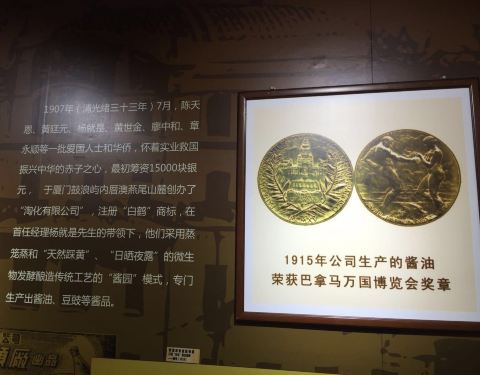 1907年（清光绪三十三年）7月，陈天
恩、黄廷元、杨就是、黄世金、廖中和、章
永顺等一批爱国人士和华侨，怀着实业救国
振兴中华的赤子之心，最初筹资15000块银
元，于厦门鼓浪屿内厝澳燕尾山麓创办了
“淘化有限公司”，注册“白鹤”商标，在
首任经理杨就是先生的带领下，他们采用蒸
笼蒸和“天然踩黄”、“日晒夜露”的微生
物发酵酿造传统工艺的“酱园”模式，专门
生产出酱油、豆豉等酱品。
1915年公司生产的酱油
荣获巴拿马万国博览会奖章
出品